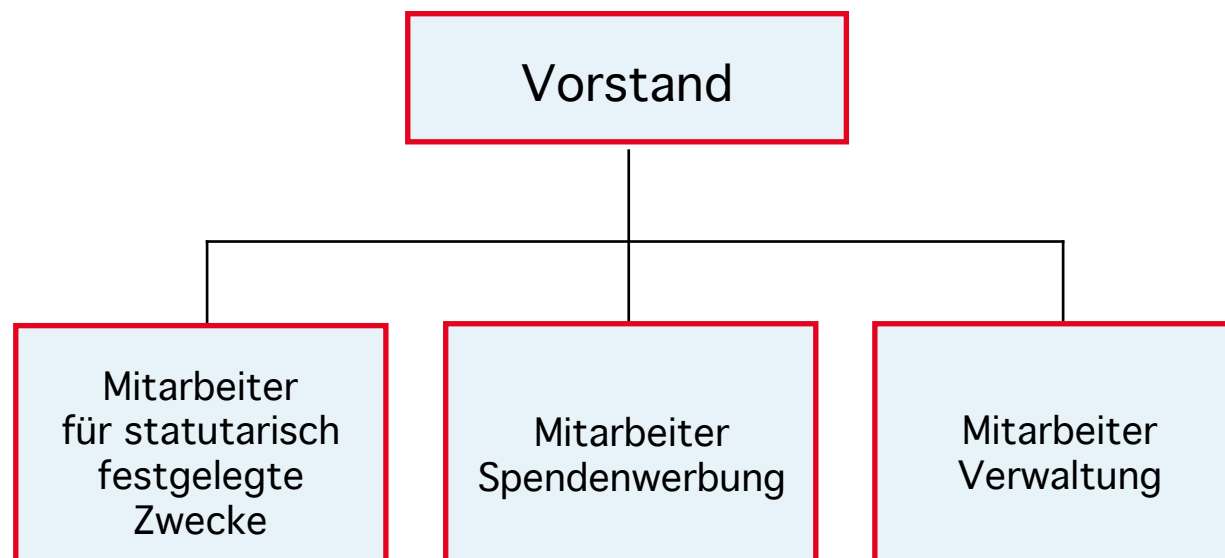 Vorstand
Mitarbeiter
für statutarisch
festgelegte
Zwecke
Mitarbeiter
Spendenwerbung
Mitarbeiter
Verwaltung